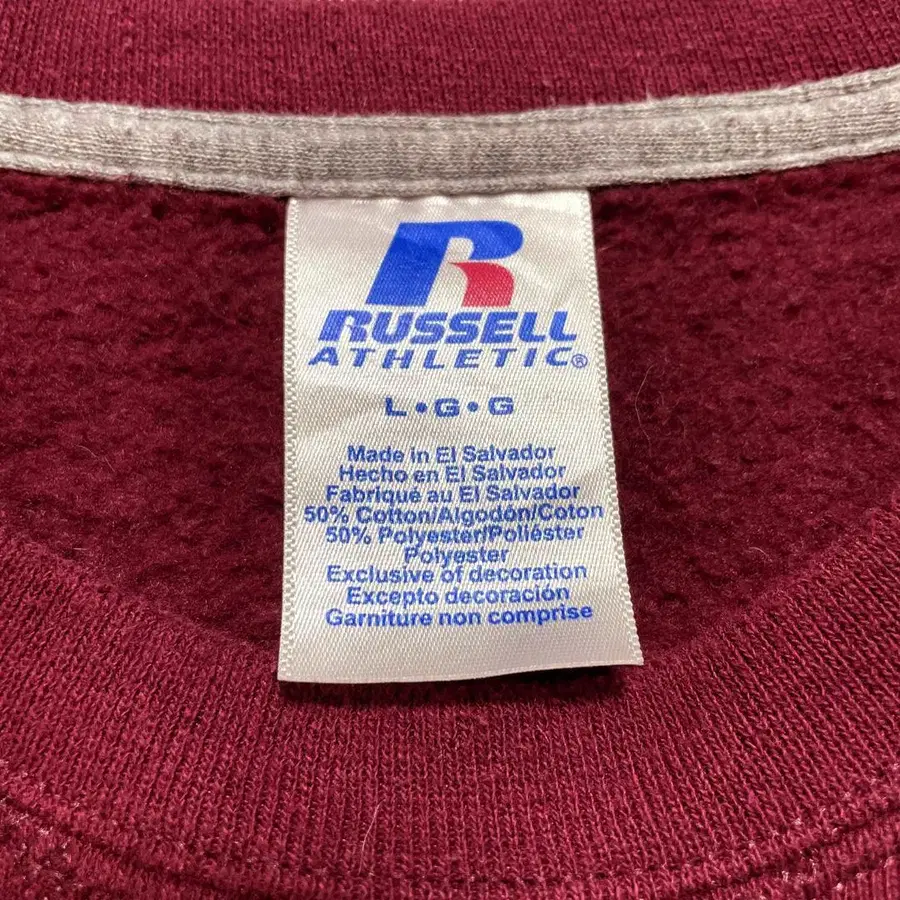 R
RUSSELL
ATHLETIC®
L•G•G
Made in El Salvador
Hecho en El Salvador
Fabriqué au El Salvador
50% Cotton/Algodón/Coton
50% Polyester/Poliéster
Polyester
Exclusive of decoration
Excepto decoración
Garniture non comprise